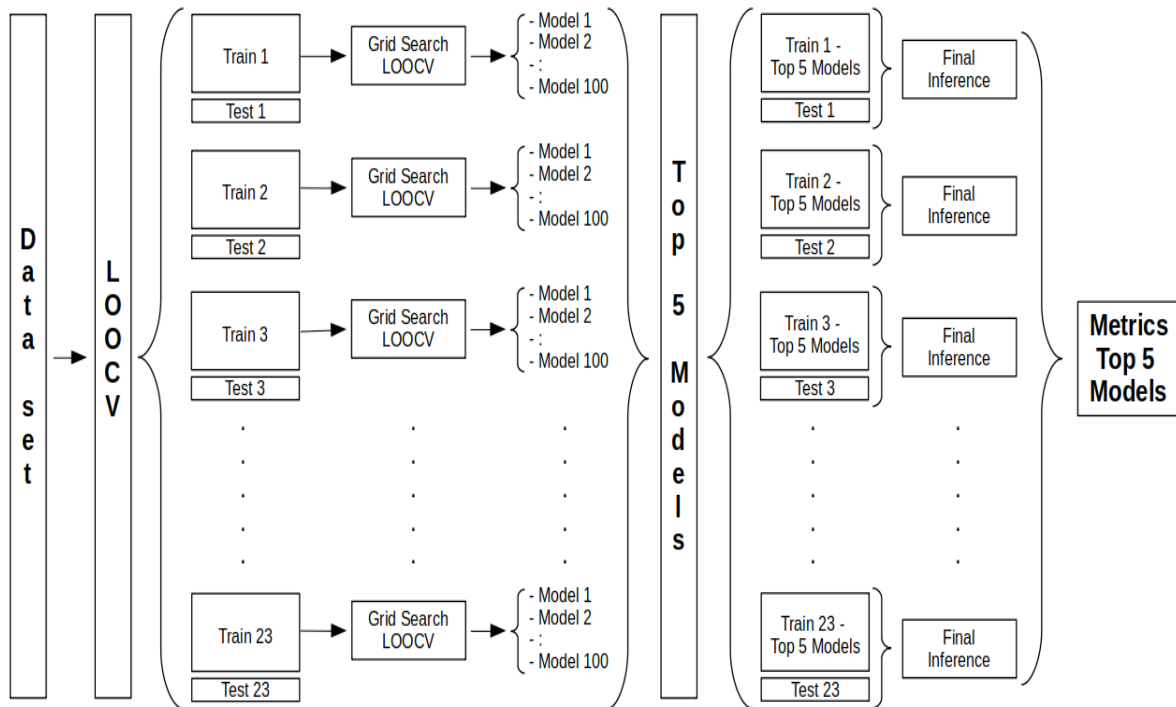 Data set
LOOCV
Train 1
Test 1
Grid Search
LOOCV
- Model 1
- Model 2
- :
- Model 100
Train 2
Test 2
Grid Search
LOOCV
- Model 1
- Model 2
- :
- Model 100
Train 3
Test 3
Grid Search
LOOCV
- Model 1
- Model 2
- :
- Model 100
Train 23
Test 23
Grid Search
LOOCV
- Model 1
- Model 2
- :
- Model 100
Top 5 Models
Train 1 -
Top 5 Models
Test 1
Final
Inference
Train 2 -
Top 5 Models
Test 2
Final
Inference
Train 3 -
Top 5 Models
Test 3
Final
Inference
Train 23 -
Top 5 Models
Test 23
Final
Inference
Metrics
Top 5
Models